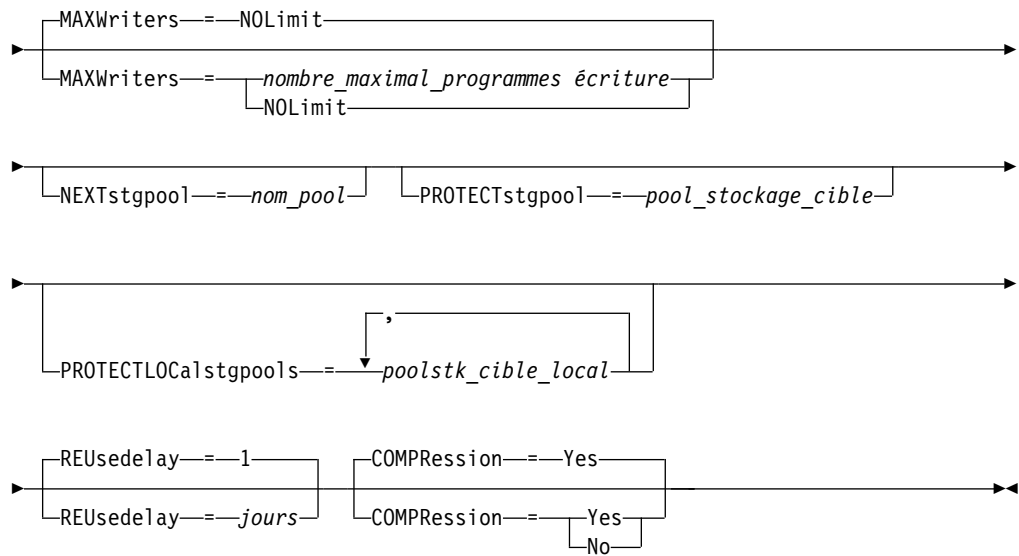 MAXWriters = NOLimit
MAXWriters = nombre_maximal_programmes écriture
NOLimit
NEXTstgpool = nom_pool PROTECTstgpool = pool_stockage_cible
,
PROTECTLOCalstgpools = poolstk_cible_local
REUsedelay = 1 COMPRession = Yes
REUsedelay = jours COMPRession = Yes
No